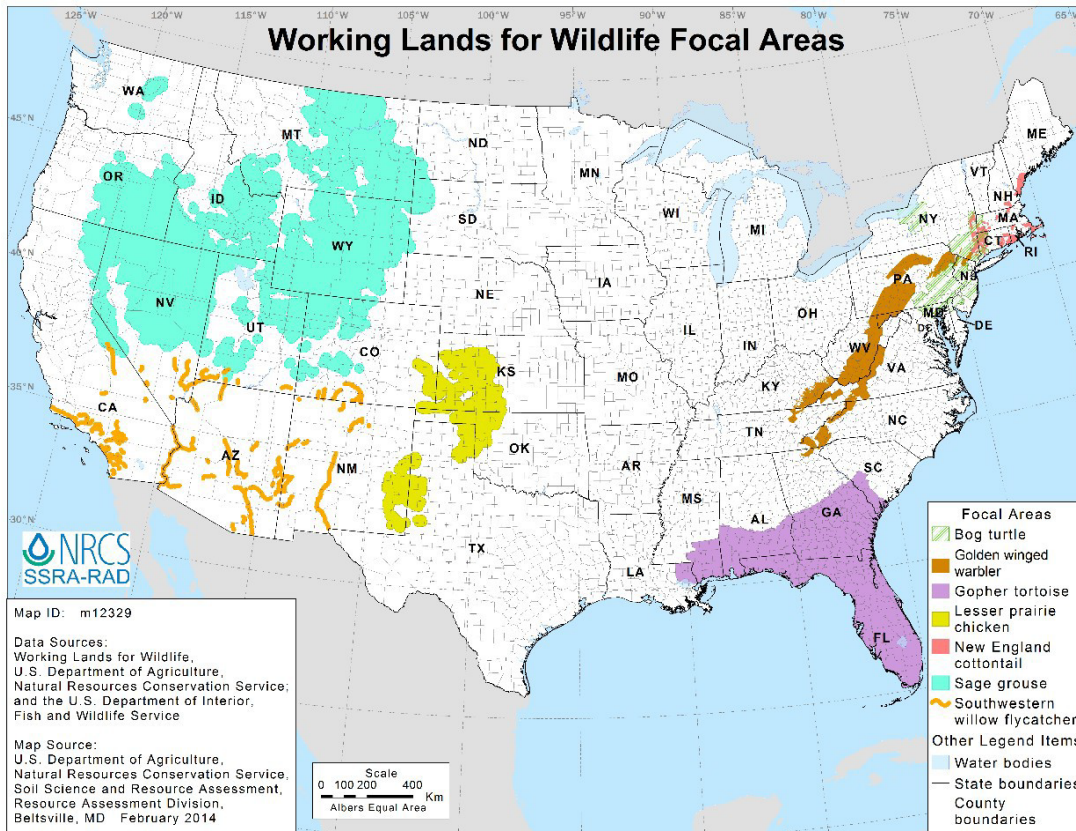 Working Lands for Wildlife Focal Areas
125°W 120°W 115°W 110°W 105°W 100°W 95°W 90°W 85°W 80°W 75°W 70°W 65°W
45°N
40°N
35°N
30°N
WA
MT
ND
MN
ME
VT
NH
OR
ID
SD
WI
MI
NY
MA
CT
RI
WY
NE
IA
PA
NJ
NV
UT
CO
IL
IN
OH
MD
DC
DE
WV
VA
KS
MO
KY
CA
AZ
NM
OK
AR
TN
NC
SC
MS
AL
GA
TX
LA
FL
NRCS
SSRA-RAD
Map ID: m12329
Data Sources:
Working Lands for Wildlife,
U.S. Department of Agriculture,
Natural Resources Conservation Service;
and the U.S. Department of Interior,
Fish and Wildlife Service
Map Source:
U.S. Department of Agriculture,
Natural Resources Conservation Service,
Soil Science and Resource Assessment,
Resource Assessment Division,
Beltsville, MD February 2014
Scale
0 100 200 400
Km
Albers Equal Area
Focal Areas
Bog turtle
Golden winged
warbler
Gopher tortoise
Lesser prairie
chicken
New England
cottontail
Sage grouse
Southwestern
willow flycatcher
Other Legend Items
Water bodies
State boundaries
County
boundaries